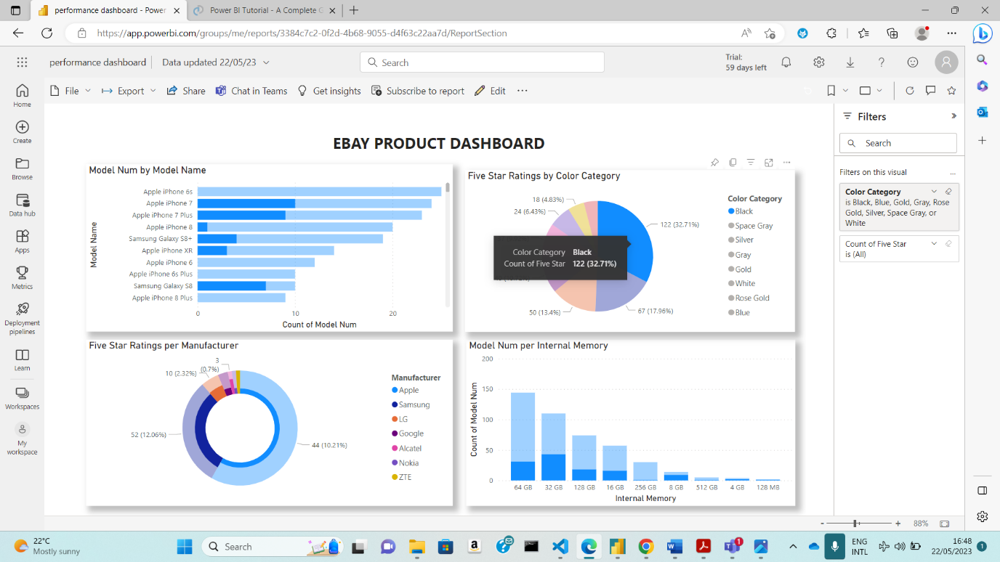 performance dashboard - Power
Power BI Tutorial - A Complete G
https://app.powerbi.com/groups/me/reports/3384c7c2-0f2d-4b68-9055-d4f63c22aa7d/ReportSection
performance dashboard
Data updated 22/05/23
Search
Trial:
59 days left
File
Export
Share
Chat in Teams
Get insights
Subscribe to report
Edit
Home
Create
Browse
Data hub
Apps
Metrics
Deployment
pipelines
Learn
Workspaces
My
workspace
EBAY PRODUCT DASHBOARD
Model Num by Model Name
Model Name
Apple iPhone 6s
Apple iPhone 7
Apple iPhone 7 Plus
Apple iPhone 8
Samsung Galaxy S8+
Apple iPhone XR
Apple iPhone 6
Apple iPhone 6s Plus
Samsung Galaxy S8
Apple iPhone 8 Plus
0 10 20
Count of Model Num
Five Star Ratings by Color Category
18 (4.83%)
24 (6.43%)
122 (32.71%)
Color Category Black
Count of Five Star 122 (32.71%)
50 (13.4%)
67 (17.96%)
Color Category
Black
Space Gray
Silver
Gray
Gold
White
Rose Gold
Blue
Five Star Ratings per Manufacturer
3
(0.7%)
10 (2.32%)
52 (12.06%)
44 (10.21%)
Manufacturer
Apple
Samsung
LG
Google
Alcatel
Nokia
ZTE
Model Num per Internal Memory
Count of Model Num
200
150
100
50
0
64 GB 32 GB 128 GB 16 GB 256 GB 8 GB 512 GB 4 GB 128 MB
Internal Memory
Filters
Search
Filters on this visual
Color Category
is Black, Blue, Gold, Gray, Rose
Gold, Silver, Space Gray, or
White
Count of Five Star
is (All)
88%
22°C
Mostly sunny
Search
1
ENG
INTL
16:48
22/05/2023
1